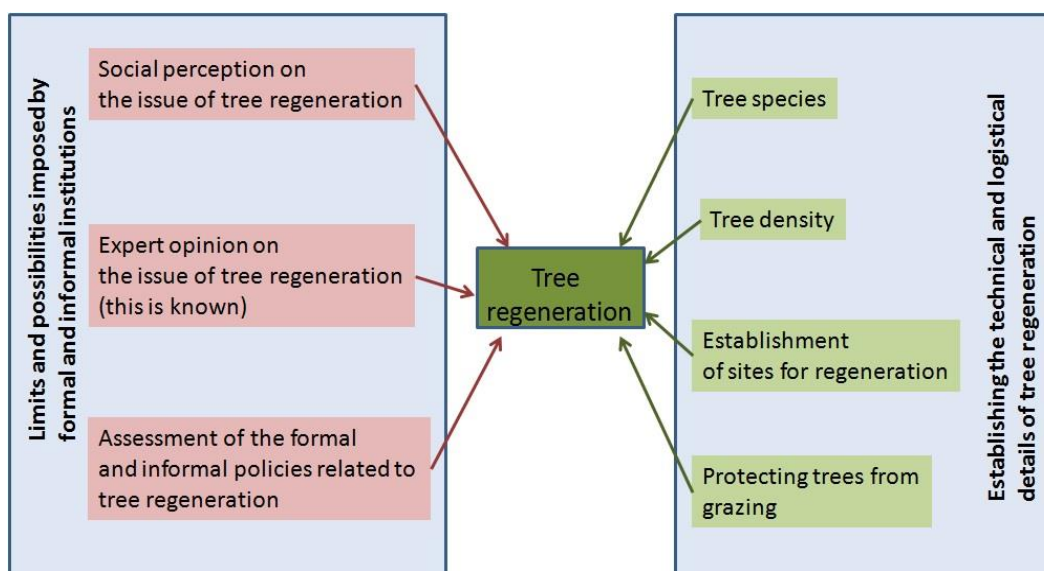 Limits and possibilities imposed by
formal and informal institutions
Social perception on
the issue of tree regeneration
Expert opinion on
the issue of tree regeneration
(this is known)
Assessment of the formal
and informal policies related to
tree regeneration
Tree
regeneration
Tree species
Tree density
Establishment
of sites for regeneration
Protecting trees from
grazing
Establishing the technical and logistical
details of tree regeneration